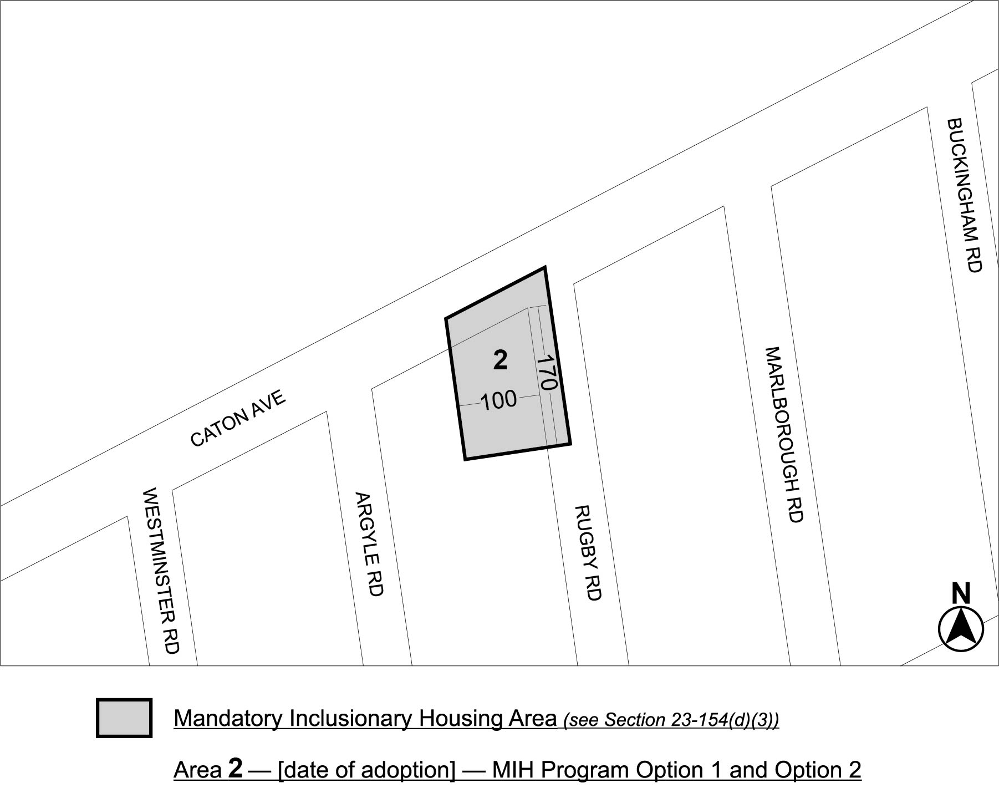 BUCKINGHAM RD
2
170
100
MARLBOROUGH RD
CATON AVE
WESTMINSTER RD
ARGYLE RD
RUGBY RD
N
Mandatory Inclusionary Housing Area (see Section 23-154(d)(3))
Area 2 — [date of adoption] — MIH Program Option 1 and Option 2